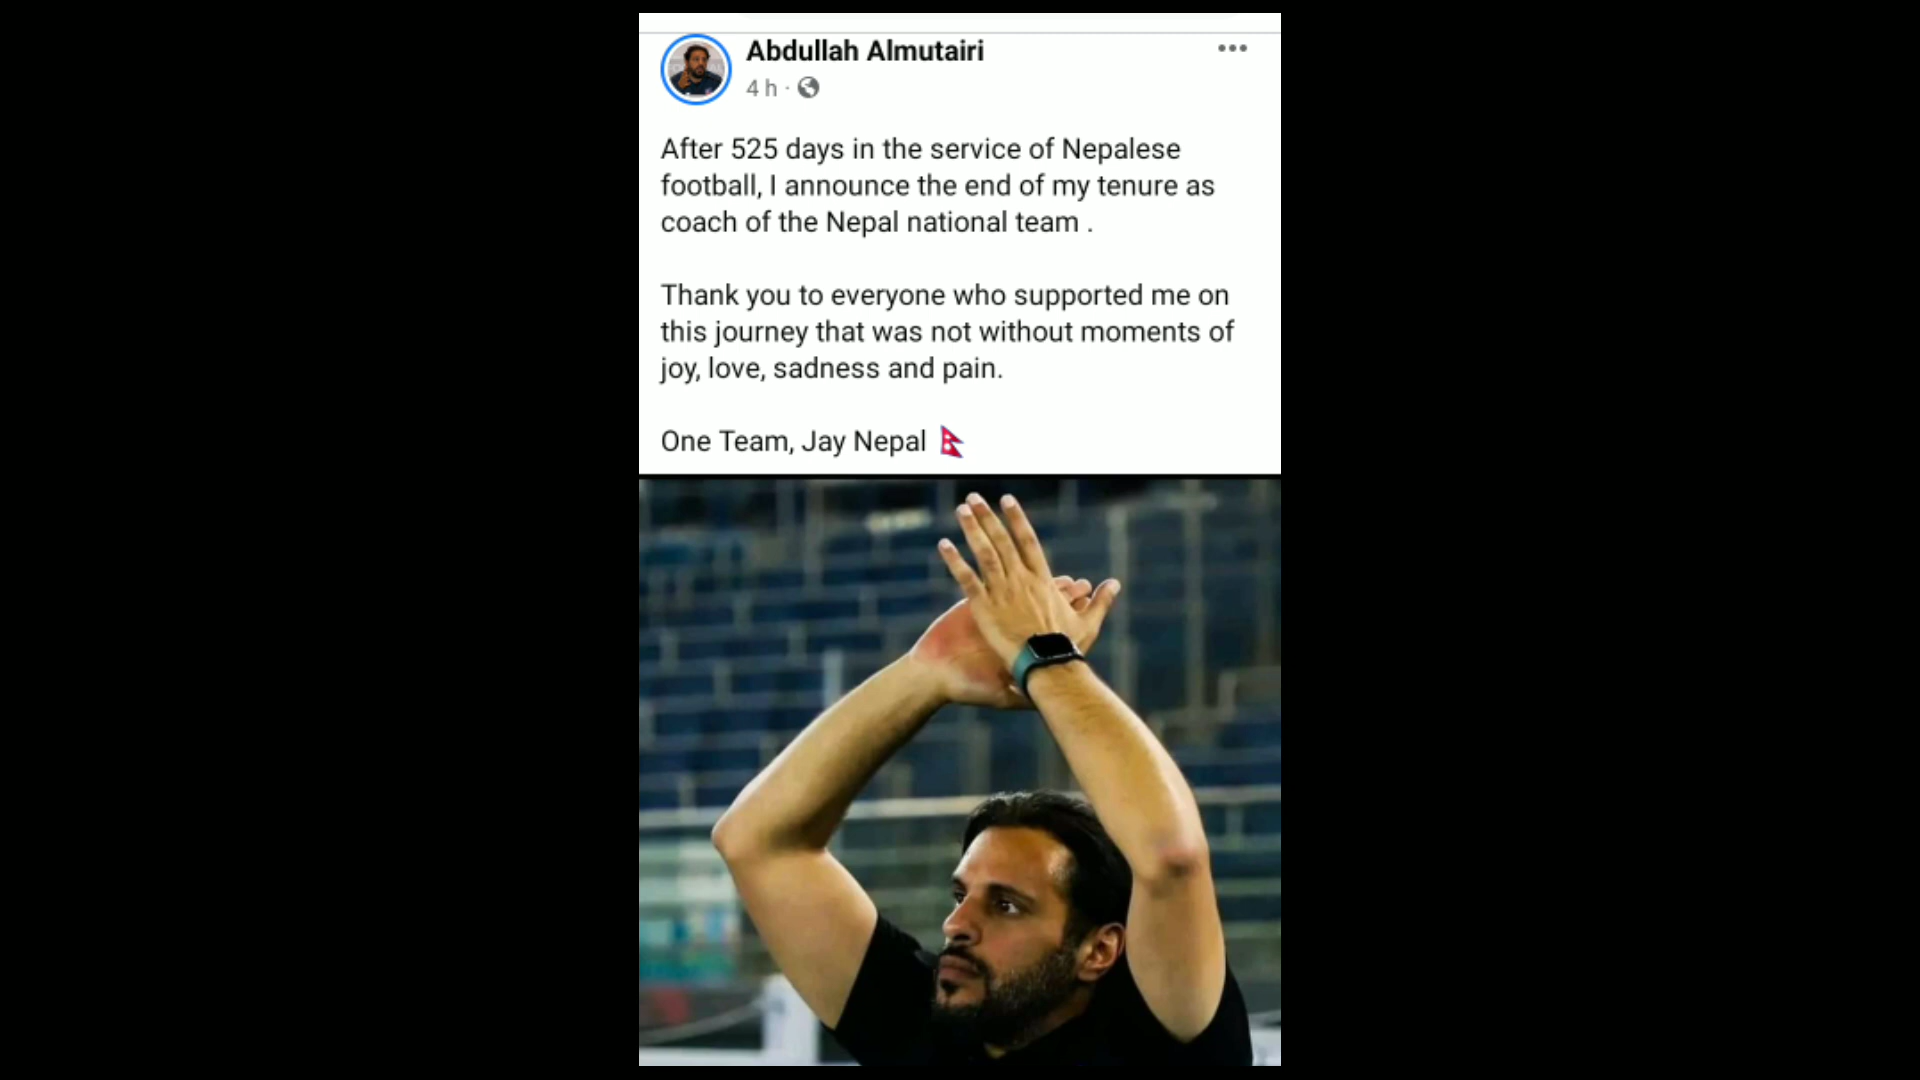 Abdullah Almutairi
4 h ·
After 525 days in the service of Nepalese
football, I announce the end of my tenure as
coach of the Nepal national team .
Thank you to everyone who supported me on
this journey that was not without moments of
joy, love, sadness and pain.
One Team, Jay Nepal 🇳🇵